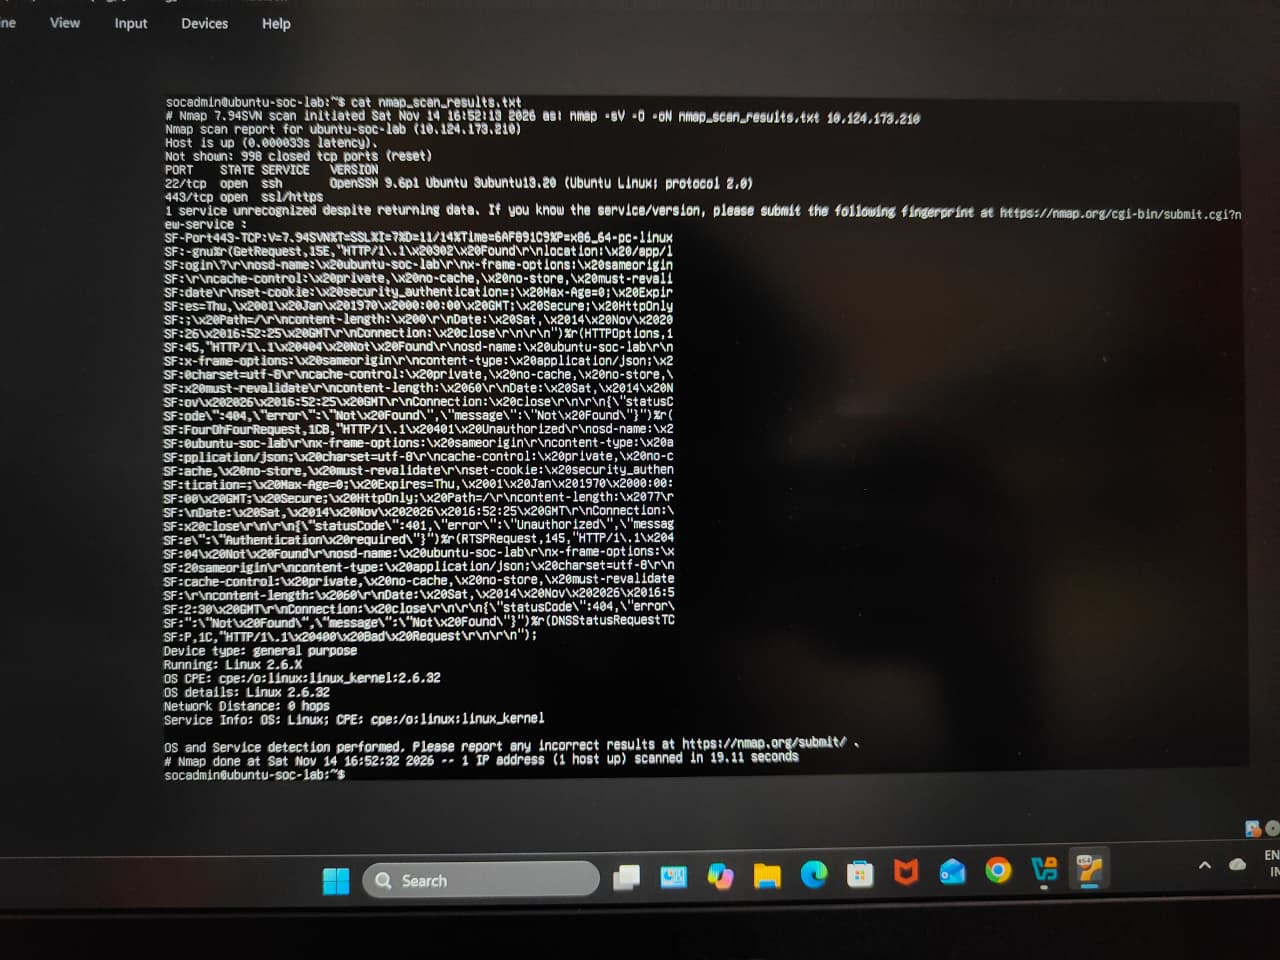 View Input Devices Help
socadmin@ubuntu-soc-lab:~$ cat nmap_scan_results.txt
# Nmap 7.94SVN scan initiated Sat Nov 14 16:52:13 2026 as: nmap -sV -O -oN nmap_scan_results.txt 10.124.173.210
Nmap scan report for ubuntu-soc-lab (10.124.173.210)
Host is up (0.000033s latency).
Not shown: 998 closed tcp ports (reset)
PORT    STATE SERVICE   VERSION
22/tcp  open  ssh       OpenSSH 9.6p1 Ubuntu 3ubuntu13.20 (Ubuntu Linux; protocol 2.0)
443/tcp open  ssl/https
1 service unrecognized despite returning data. If you know the service/version, please submit the following fingerprint at https://nmap.org/cgi-bin/submit.cgi?n
ew-service :
SF-Port443-TCP:V=7.94SVN%T=SSL%I=7%D=11/14%Time=6AF891C9%P=x86_64-pc-linux
SF:-gnu%r(GetRequest,15E,"HTTP/1\.1\x20302\x20Found\r\nlocation:\x20/app/l
SF:ogin\?\r\nosd-name:\x20ubuntu-soc-lab\r\nx-frame-options:\x20sameorigin
SF:\r\ncache-control:\x20private,\x20no-cache,\x20no-store,\x20must-revali
SF:date\r\nset-cookie:\x20security_authentication=;\x20Max-Age=0;\x20Expir
SF:es=Thu,\x2001\x20Jan\x201970\x2000:00:00\x20GMT;\x20Secure;\x20HttpOnly
SF:;\x20Path=/\r\ncontent-length:\x200\r\nDate:\x20Sat,\x2014\x20Nov\x2020
SF:26\x2016:52:25\x20GMT\r\nConnection:\x20close\r\n\r\n")%r(HTTPOptions,1
SF:45,"HTTP/1\.1\x20404\x20Not\x20Found\r\nosd-name:\x20ubuntu-soc-lab\r\n
SF:x-frame-options:\x20sameorigin\r\ncontent-type:\x20application/json;\x2
SF:0charset=utf-8\r\ncache-control:\x20private,\x20no-cache,\x20no-store,\
SF:x20must-revalidate\r\ncontent-length:\x2060\r\nDate:\x20Sat,\x2014\x20N
SF:ov\x202026\x2016:52:25\x20GMT\r\nConnection:\x20close\r\n\r\n{\"statusC
SF:ode\":404,\"error\":\"Not\x20Found\",\"message\":\"Not\x20Found\"}")%r(
SF:FourOhFourRequest,1CB,"HTTP/1\.1\x20401\x20Unauthorized\r\nosd-name:\x2
SF:0ubuntu-soc-lab\r\nx-frame-options:\x20sameorigin\r\ncontent-type:\x20a
SF:pplication/json;\x20charset=utf-8\r\ncache-control:\x20private,\x20no-c
SF:ache,\x20no-store,\x20must-revalidate\r\nset-cookie:\x20security_authen
SF:tication=;\x20Max-Age=0;\x20Expires=Thu,\x2001\x20Jan\x201970\x2000:00:
SF:00\x20GMT;\x20Secure;\x20HttpOnly;\x20Path=/\r\ncontent-length:\x2077\r
SF:\nDate:\x20Sat,\x2014\x20Nov\x202026\x2016:52:25\x20GMT\r\nConnection:\
SF:x20close\r\n\r\n{\"statusCode\":401,\"error\":\"Unauthorized\",\"messag
SF:e\":\"Authentication\x20required\"}")%r(RTSPRequest,145,"HTTP/1\.1\x204
SF:04\x20Not\x20Found\r\nosd-name:\x20ubuntu-soc-lab\r\nx-frame-options:\x
SF:20sameorigin\r\ncontent-type:\x20application/json;\x20charset=utf-8\r\n
SF:cache-control:\x20private,\x20no-cache,\x20no-store,\x20must-revalidate
SF:\r\ncontent-length:\x2060\r\nDate:\x20Sat,\x2014\x20Nov\x202026\x2016:5
SF:2:30\x20GMT\r\nConnection:\x20close\r\n\r\n{\"statusCode\":404,\"error\
SF:":\"Not\x20Found\",\"message\":\"Not\x20Found\"}")%r(DNSStatusRequestTC
SF:P,1C,"HTTP/1\.1\x20400\x20Bad\x20Request\r\n\r\n");
Device type: general purpose
Running: Linux 2.6.X
OS CPE: cpe:/o:linux:linux_kernel:2.6.32
OS details: Linux 2.6.32
Network Distance: 0 hops
Service Info: OS: Linux; CPE: cpe:/o:linux:linux_kernel
OS and Service detection performed. Please report any incorrect results at https://nmap.org/submit/ .
# Nmap done at Sat Nov 14 16:52:32 2026 -- 1 IP address (1 host up) scanned in 19.11 seconds
socadmin@ubuntu-soc-lab:~$
Search
EN
IN